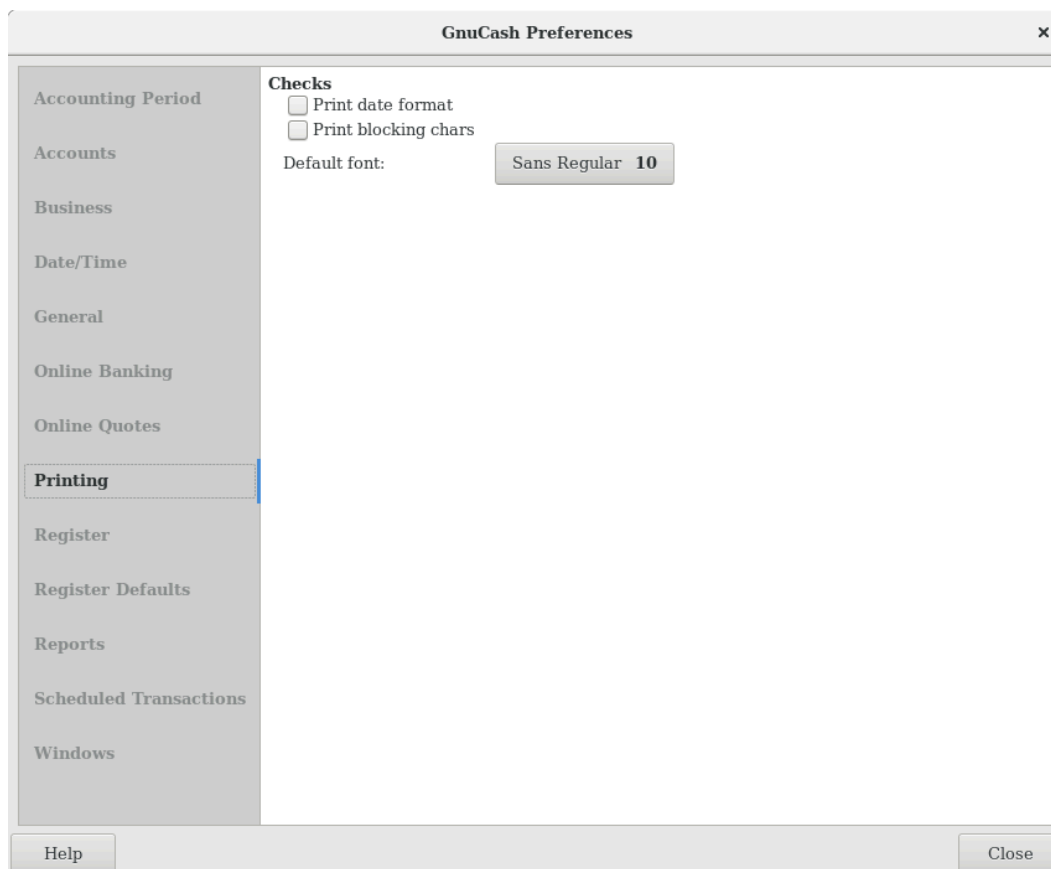 GnuCash Preferences
Accounting Period
Accounts
Business
Date/Time
General
Online Banking
Online Quotes
Printing
Register
Register Defaults
Reports
Scheduled Transactions
Windows
Checks
Print date format
Print blocking chars
Default font: Sans Regular 10
Help Close